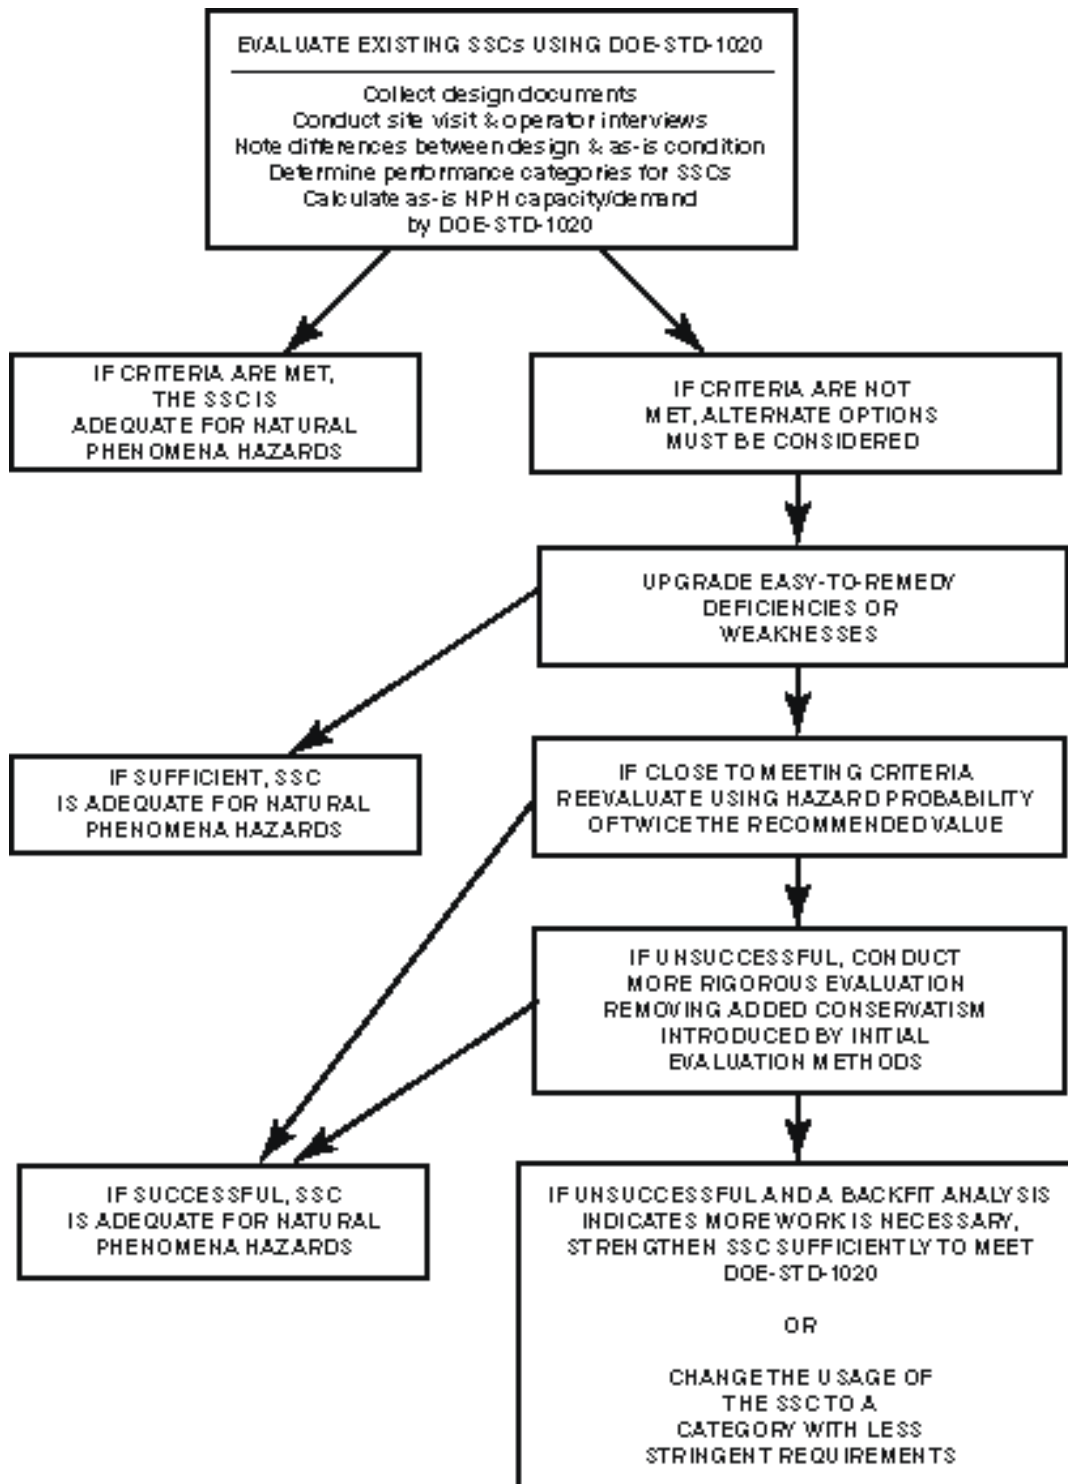 EVALUATE EXISTING SSCs USING DOE-STD-1020
Collect design documents
Conduct site visit & operator interviews
Note differences between design & as-is condition
Determine performance categories for SSCs
Calculate as-is NPH capacity/demand
by DOE-STD-1020
IF CRITERIA ARE MET,
THE SSC IS
ADEQUATE FOR NATURAL
PHENOMENA HAZARDS
IF CRITERIA ARE NOT
MET, ALTERNATE OPTIONS
MUST BE CONSIDERED
UPGRADE EASY-TO-REMEDY
DEFICIENCIES OR
WEAKNESSES
IF SUFFICIENT, SSC
IS ADEQUATE FOR NATURAL
PHENOMENA HAZARDS
IF CLOSE TO MEETING CRITERIA
REEVALUATE USING HAZARD PROBABILITY
OF TWICE THE RECOMMENDED VALUE
IF UNSUCCESSFUL, CONDUCT
MORE RIGOROUS EVALUATION
REMOVING ADDED CONSERVATISM
INTRODUCED BY INITIAL
EVALUATION METHODS
IF SUCCESSFUL, SSC
IS ADEQUATE FOR NATURAL
PHENOMENA HAZARDS
IF UNSUCCESSFUL AND A BACKFIT ANALYSIS
INDICATES MORE WORK IS NECESSARY,
STRENGTHEN SSC SUFFICIENTLY TO MEET
DOE-STD-1020
OR
CHANGE THE USAGE OF
THE SSC TO A
CATEGORY WITH LESS
STRINGENT REQUIREMENTS